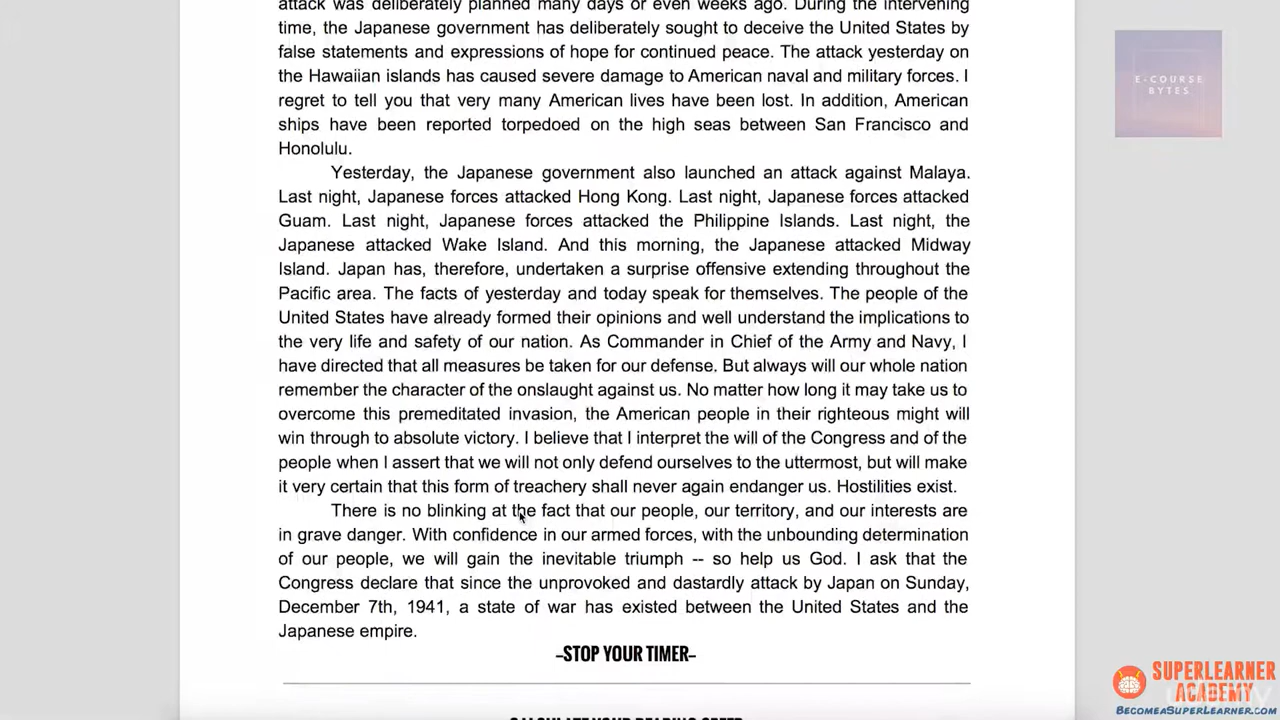 attack was deliberately planned many days or even weeks ago. During the intervening
time, the Japanese government has deliberately sought to deceive the United States by
false statements and expressions of hope for continued peace. The attack yesterday on
the Hawaiian islands has caused severe damage to American naval and military forces. I
regret to tell you that very many American lives have been lost. In addition, American
ships have been reported torpedoed on the high seas between San Francisco and
Honolulu.
Yesterday, the Japanese government also launched an attack against Malaya.
Last night, Japanese forces attacked Hong Kong. Last night, Japanese forces attacked
Guam. Last night, Japanese forces attacked the Philippine Islands. Last night, the
Japanese attacked Wake Island. And this morning, the Japanese attacked Midway
Island. Japan has, therefore, undertaken a surprise offensive extending throughout the
Pacific area. The facts of yesterday and today speak for themselves. The people of the
United States have already formed their opinions and well understand the implications to
the very life and safety of our nation. As Commander in Chief of the Army and Navy, I
have directed that all measures be taken for our defense. But always will our whole nation
remember the character of the onslaught against us. No matter how long it may take us to
overcome this premeditated invasion, the American people in their righteous might will
win through to absolute victory. I believe that I interpret the will of the Congress and of the
people when I assert that we will not only defend ourselves to the uttermost, but will make
it very certain that this form of treachery shall never again endanger us. Hostilities exist.
There is no blinking at the fact that our people, our territory, and our interests are
in grave danger. With confidence in our armed forces, with the unbounding determination
of our people, we will gain the inevitable triumph -- so help us God. I ask that the
Congress declare that since the unprovoked and dastardly attack by Japan on Sunday,
December 7th, 1941, a state of war has existed between the United States and the
Japanese empire.
–STOP YOUR TIMER–
E-COURSE
BYTES
SUPERLEARNER
ACADEMY
BECOMEASUPERLEARNER.COM